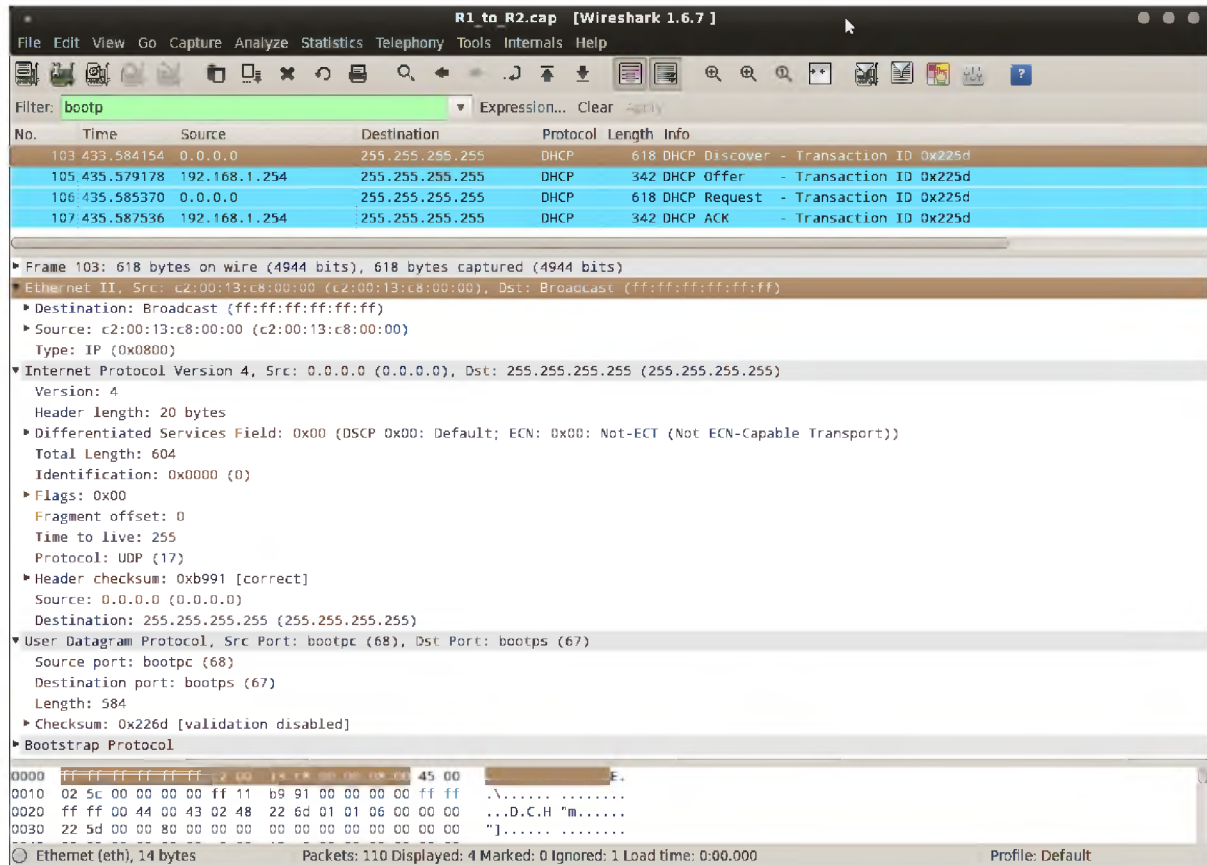 R1_to_R2.cap [Wireshark 1.6.7 ]
File Edit View Go Capture Analyze Statistics Telephony Tools Internals Help
Filter: bootp Expression... Clear Apply
No. Time Source Destination Protocol Length Info
103 433.584154 0.0.0.0 255.255.255.255 DHCP 618 DHCP Discover - Transaction ID 0x225d
105 435.579178 192.168.1.254 255.255.255.255 DHCP 342 DHCP Offer - Transaction ID 0x225d
106 435.585370 0.0.0.0 255.255.255.255 DHCP 618 DHCP Request - Transaction ID 0x225d
107 435.587536 192.168.1.254 255.255.255.255 DHCP 342 DHCP ACK - Transaction ID 0x225d
Frame 103: 618 bytes on wire (4944 bits), 618 bytes captured (4944 bits)
Ethernet II, Src: c2:00:13:c8:00:00 (c2:00:13:c8:00:00), Dst: Broadcast (ff:ff:ff:ff:ff:ff)
Destination: Broadcast (ff:ff:ff:ff:ff:ff)
Source: c2:00:13:c8:00:00 (c2:00:13:c8:00:00)
Type: IP (0x0800)
Internet Protocol Version 4, Src: 0.0.0.0 (0.0.0.0), Dst: 255.255.255.255 (255.255.255.255)
Version: 4
Header length: 20 bytes
Differentiated Services Field: 0x00 (DSCP 0x00: Default; ECN: 0x00: Not-ECT (Not ECN-Capable Transport))
Total Length: 604
Identification: 0x0000 (0)
Flags: 0x00
Fragment offset: 0
Time to live: 255
Protocol: UDP (17)
Header checksum: 0xb991 [correct]
Source: 0.0.0.0 (0.0.0.0)
Destination: 255.255.255.255 (255.255.255.255)
User Datagram Protocol, Src Port: bootpc (68), Dst Port: bootps (67)
Source port: bootpc (68)
Destination port: bootps (67)
Length: 584
Checksum: 0x226d [validation disabled]
Bootstrap Protocol
0000 ff ff ff ff ff ff 45 00 E.
0010 02 5c 00 00 00 00 ff 11 b9 91 00 00 00 00 ff ff .\...... ........
0020 ff ff 00 44 00 43 02 48 22 6d 01 01 06 00 00 00 ...D.C.H "m......
0030 22 5d 00 00 80 00 00 00 00 00 00 00 00 00 00 00 "]...... ........
Ethernet (eth), 14 bytes Packets: 110 Displayed: 4 Marked: 0 Ignored: 1 Load time: 0:00.000 Profile: Default